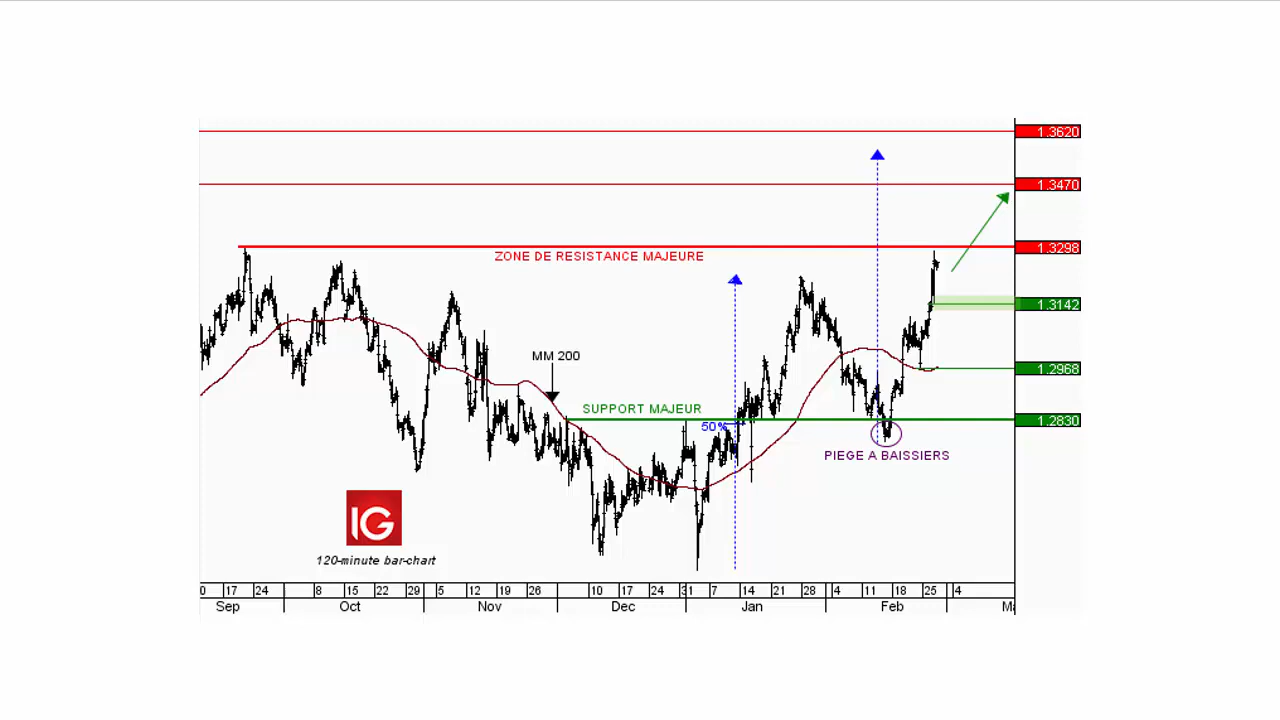 1.3620
1.3470
1.3298
ZONE DE RESISTANCE MAJEURE
1.3142
MM 200
1.2968
SUPPORT MAJEUR
1.2830
50%
PIEGE A BAISSIERS
IG
120-minute bar-chart
0 17 24 8 15 22 29 5 12 19 26 10 17 24 31 7 14 21 28 4 11 18 25 4
Sep Oct Nov Dec Jan Feb